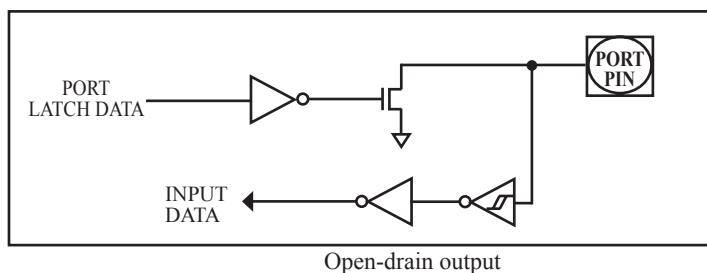 PORT
LATCH DATA
PORT
PIN
INPUT
DATA
Open-drain output